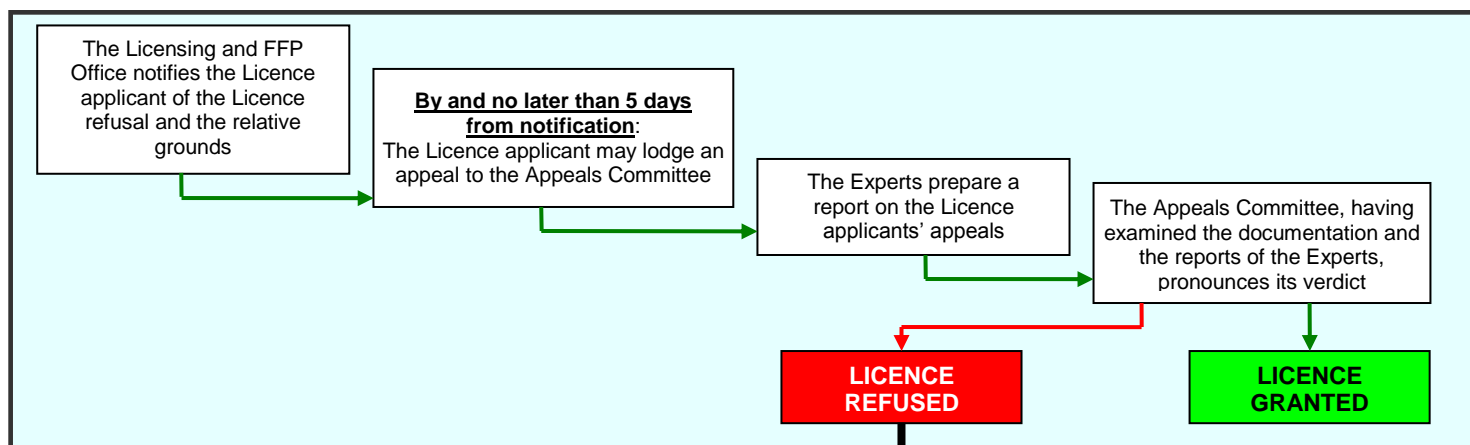 The Licensing and FFP
Office notifies the Licence
applicant of the Licence
refusal and the relative
grounds
By and no later than 5 days
from notification:
The Licence applicant may lodge an
appeal to the Appeals Committee
The Experts prepare a
report on the Licence
applicants’ appeals
The Appeals Committee, having
examined the documentation and
the reports of the Experts,
pronounces its verdict
LICENCE
REFUSED
LICENCE
GRANTED